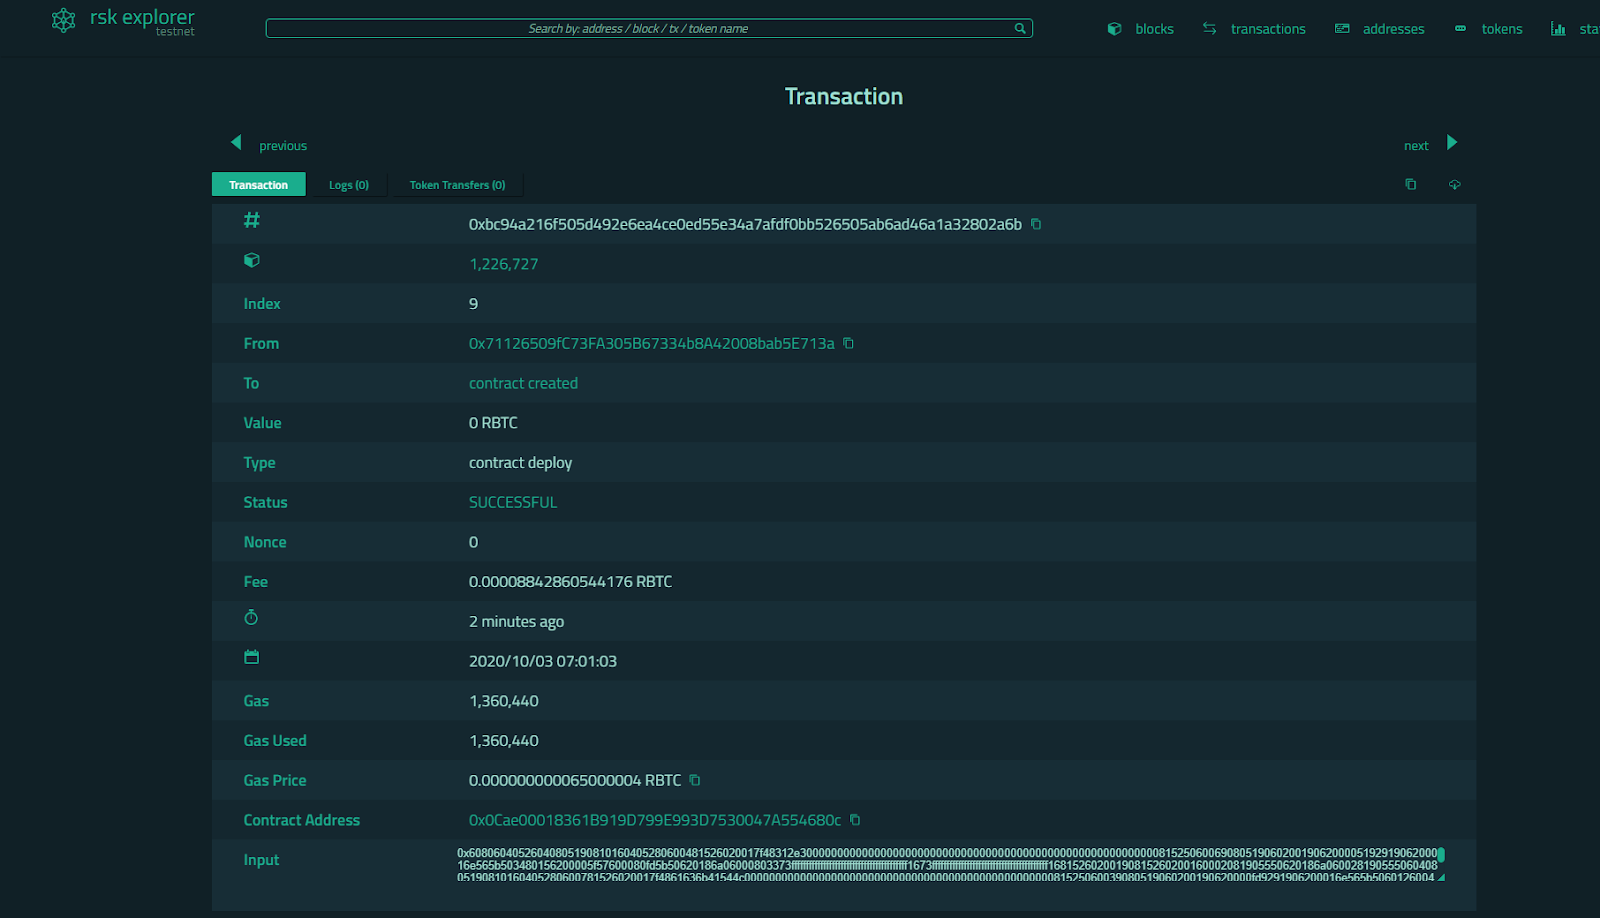 rsk explorer
testnet
Search by: address / block / tx / token name
blocks
transactions
addresses
tokens
sta
Transaction
previous
next
Transaction
Logs (0)
Token Transfers (0)
0xbc94a216f505d492e6ea4ce0ed55e34a7afdf0bb526505ab6ad46a1a32802a6b
1,226,727
Index 9
From 0x71126509fC73FA305B67334b8A42008bab5E713a
To contract created
Value 0 RBTC
Type contract deploy
Status SUCCESSFUL
Nonce 0
Fee 0.00008842860544176 RBTC
2 minutes ago
2020/10/03 07:01:03
Gas 1,360,440
Gas Used 1,360,440
Gas Price 0.000000000065000004 RBTC
Contract Address 0x0Cae00018361B919D799E993D7530047A554680c
Input